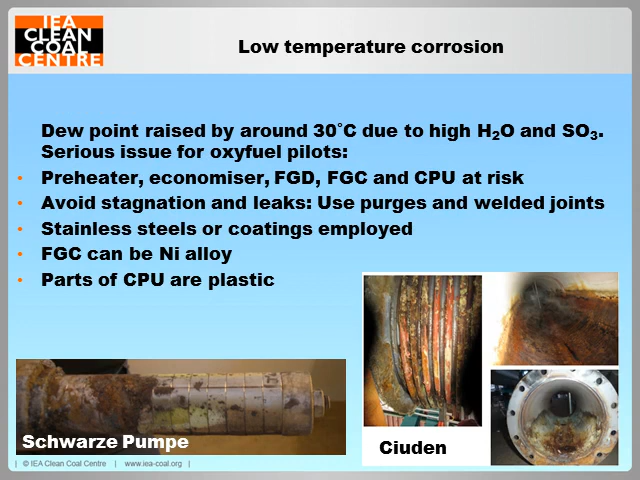 IEA
CLEAN
COAL
CENTRE
Low temperature corrosion
Dew point raised by around 30˚C due to high H₂O and SO₃.
Serious issue for oxyfuel pilots:
• Preheater, economiser, FGD, FGC and CPU at risk
• Avoid stagnation and leaks: Use purges and welded joints
• Stainless steels or coatings employed
• FGC can be Ni alloy
• Parts of CPU are plastic
Schwarze Pumpe
Ciuden
| © IEA Clean Coal Centre | www.iea-coal.org |